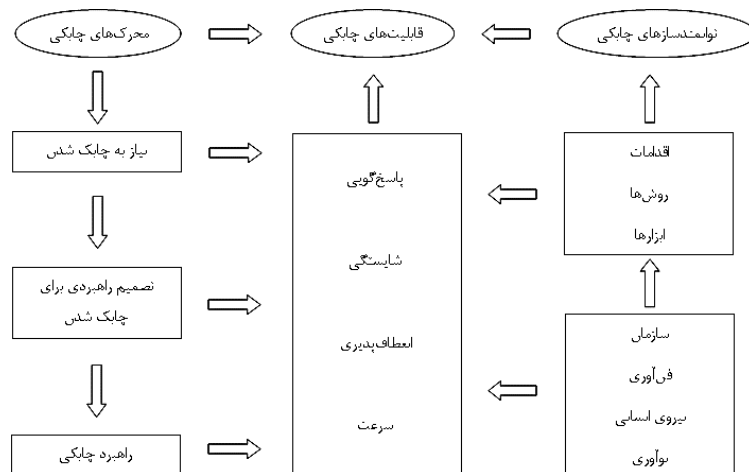 محرک‌های چابکی
قابلیت‌های چابکی
توانمندسازهای چابکی
نیاز به چابک شدن
تصمیم راهبردی برای
چابک شدن
راهبرد چابکی
پاسخ‌گویی
شایستگی
انعطاف‌پذیری
سرعت
اقدامات
روش‌ها
ابزارها
سازمان
فن‌آوری
نیروی انسانی
نوآوری